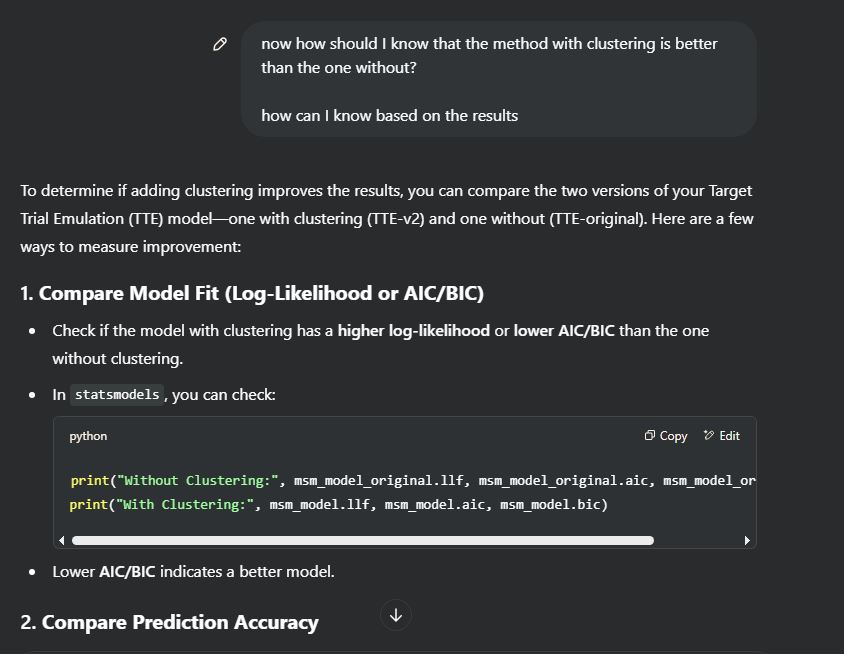 now how should I know that the method with clustering is better
than the one without?
how can I know based on the results
To determine if adding clustering improves the results, you can compare the two versions of your Target
Trial Emulation (TTE) model—one with clustering (TTE-v2) and one without (TTE-original). Here are a few
ways to measure improvement:
1. Compare Model Fit (Log-Likelihood or AIC/BIC)
• Check if the model with clustering has a higher log-likelihood or lower AIC/BIC than the one
without clustering.
• In statsmodels, you can check:
python Copy Edit
print("Without Clustering:", msm_model_original.llf, msm_model_original.aic, msm_model_or
print("With Clustering:", msm_model.llf, msm_model.aic, msm_model.bic)
• Lower AIC/BIC indicates a better model.
2. Compare Prediction Accuracy